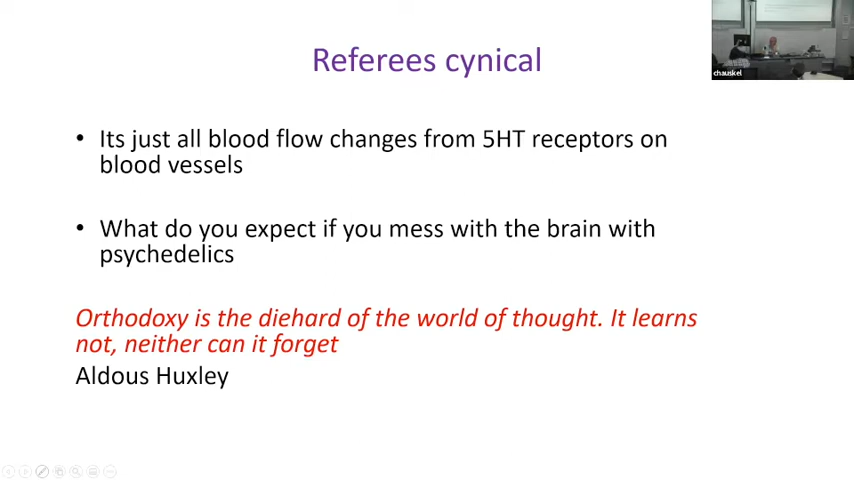 Referees cynical
• Its just all blood flow changes from 5HT receptors on
blood vessels
• What do you expect if you mess with the brain with
psychedelics
Orthodoxy is the diehard of the world of thought. It learns
not, neither can it forget
Aldous Huxley
chauskel